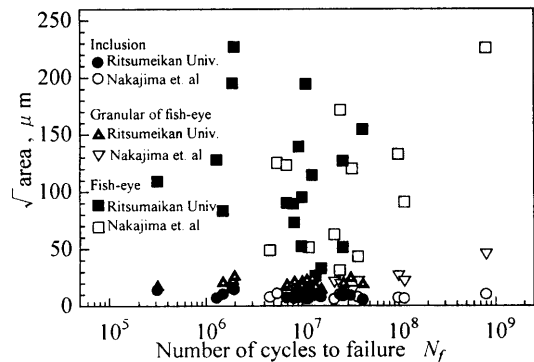 250
200
150
100
50
0
√area , μ m
Inclusion
Ritsumeikan Univ.
Nakajima et. al
Granular of fish-eye
Ritsumeikan Univ.
Nakajima et. al
Fish-eye
Ritsumaikan Univ.
Nakajima et. al
10^5 10^6 10^7 10^8 10^9
Number of cycles to failure N_f